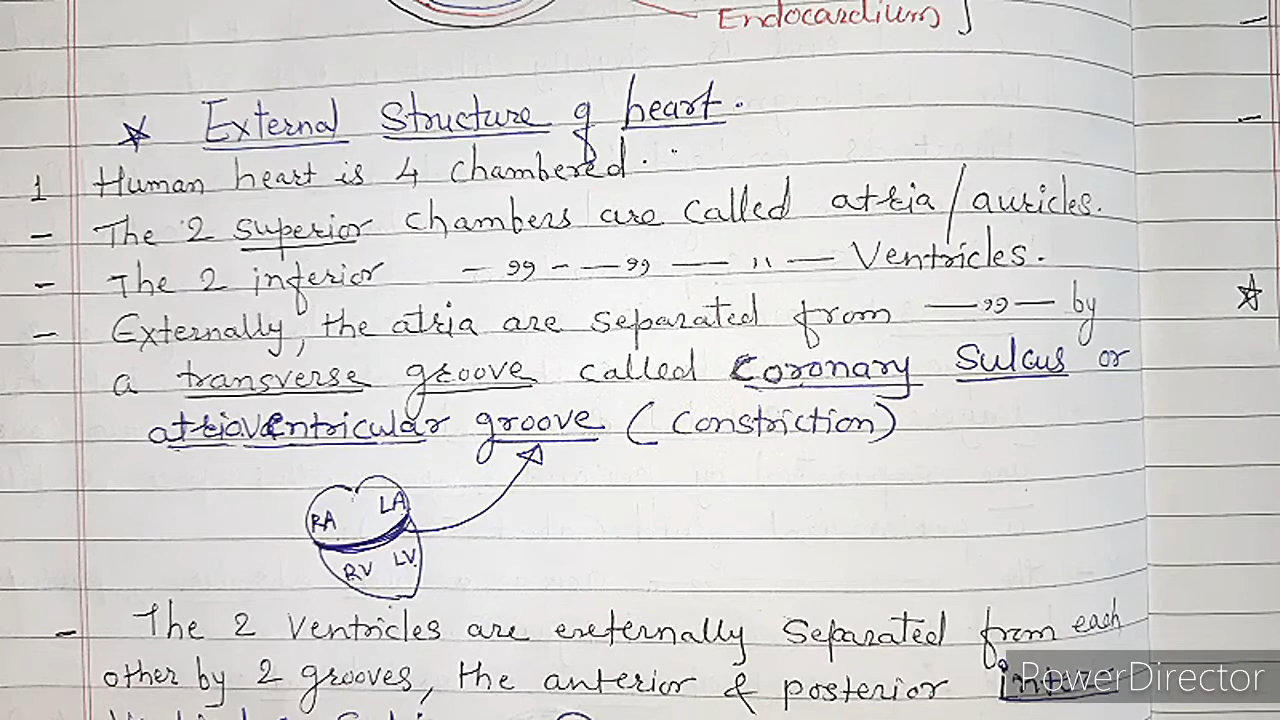 Endocardium]
* External Structure of heart.
1 Human heart is 4 chambered.
- The 2 superior chambers are called atria/auricles.
- The 2 inferior -"- -"- "- Ventricles.
- Externally, the atria are separated from -"- by
a transverse groove called Coronary Sulcus or
atrioventricular groove (Constriction)
RA LA
RV LV
- The 2 ventricles are externally separated from each
other by 2 grooves, the anterior & posterior
PowerDirector